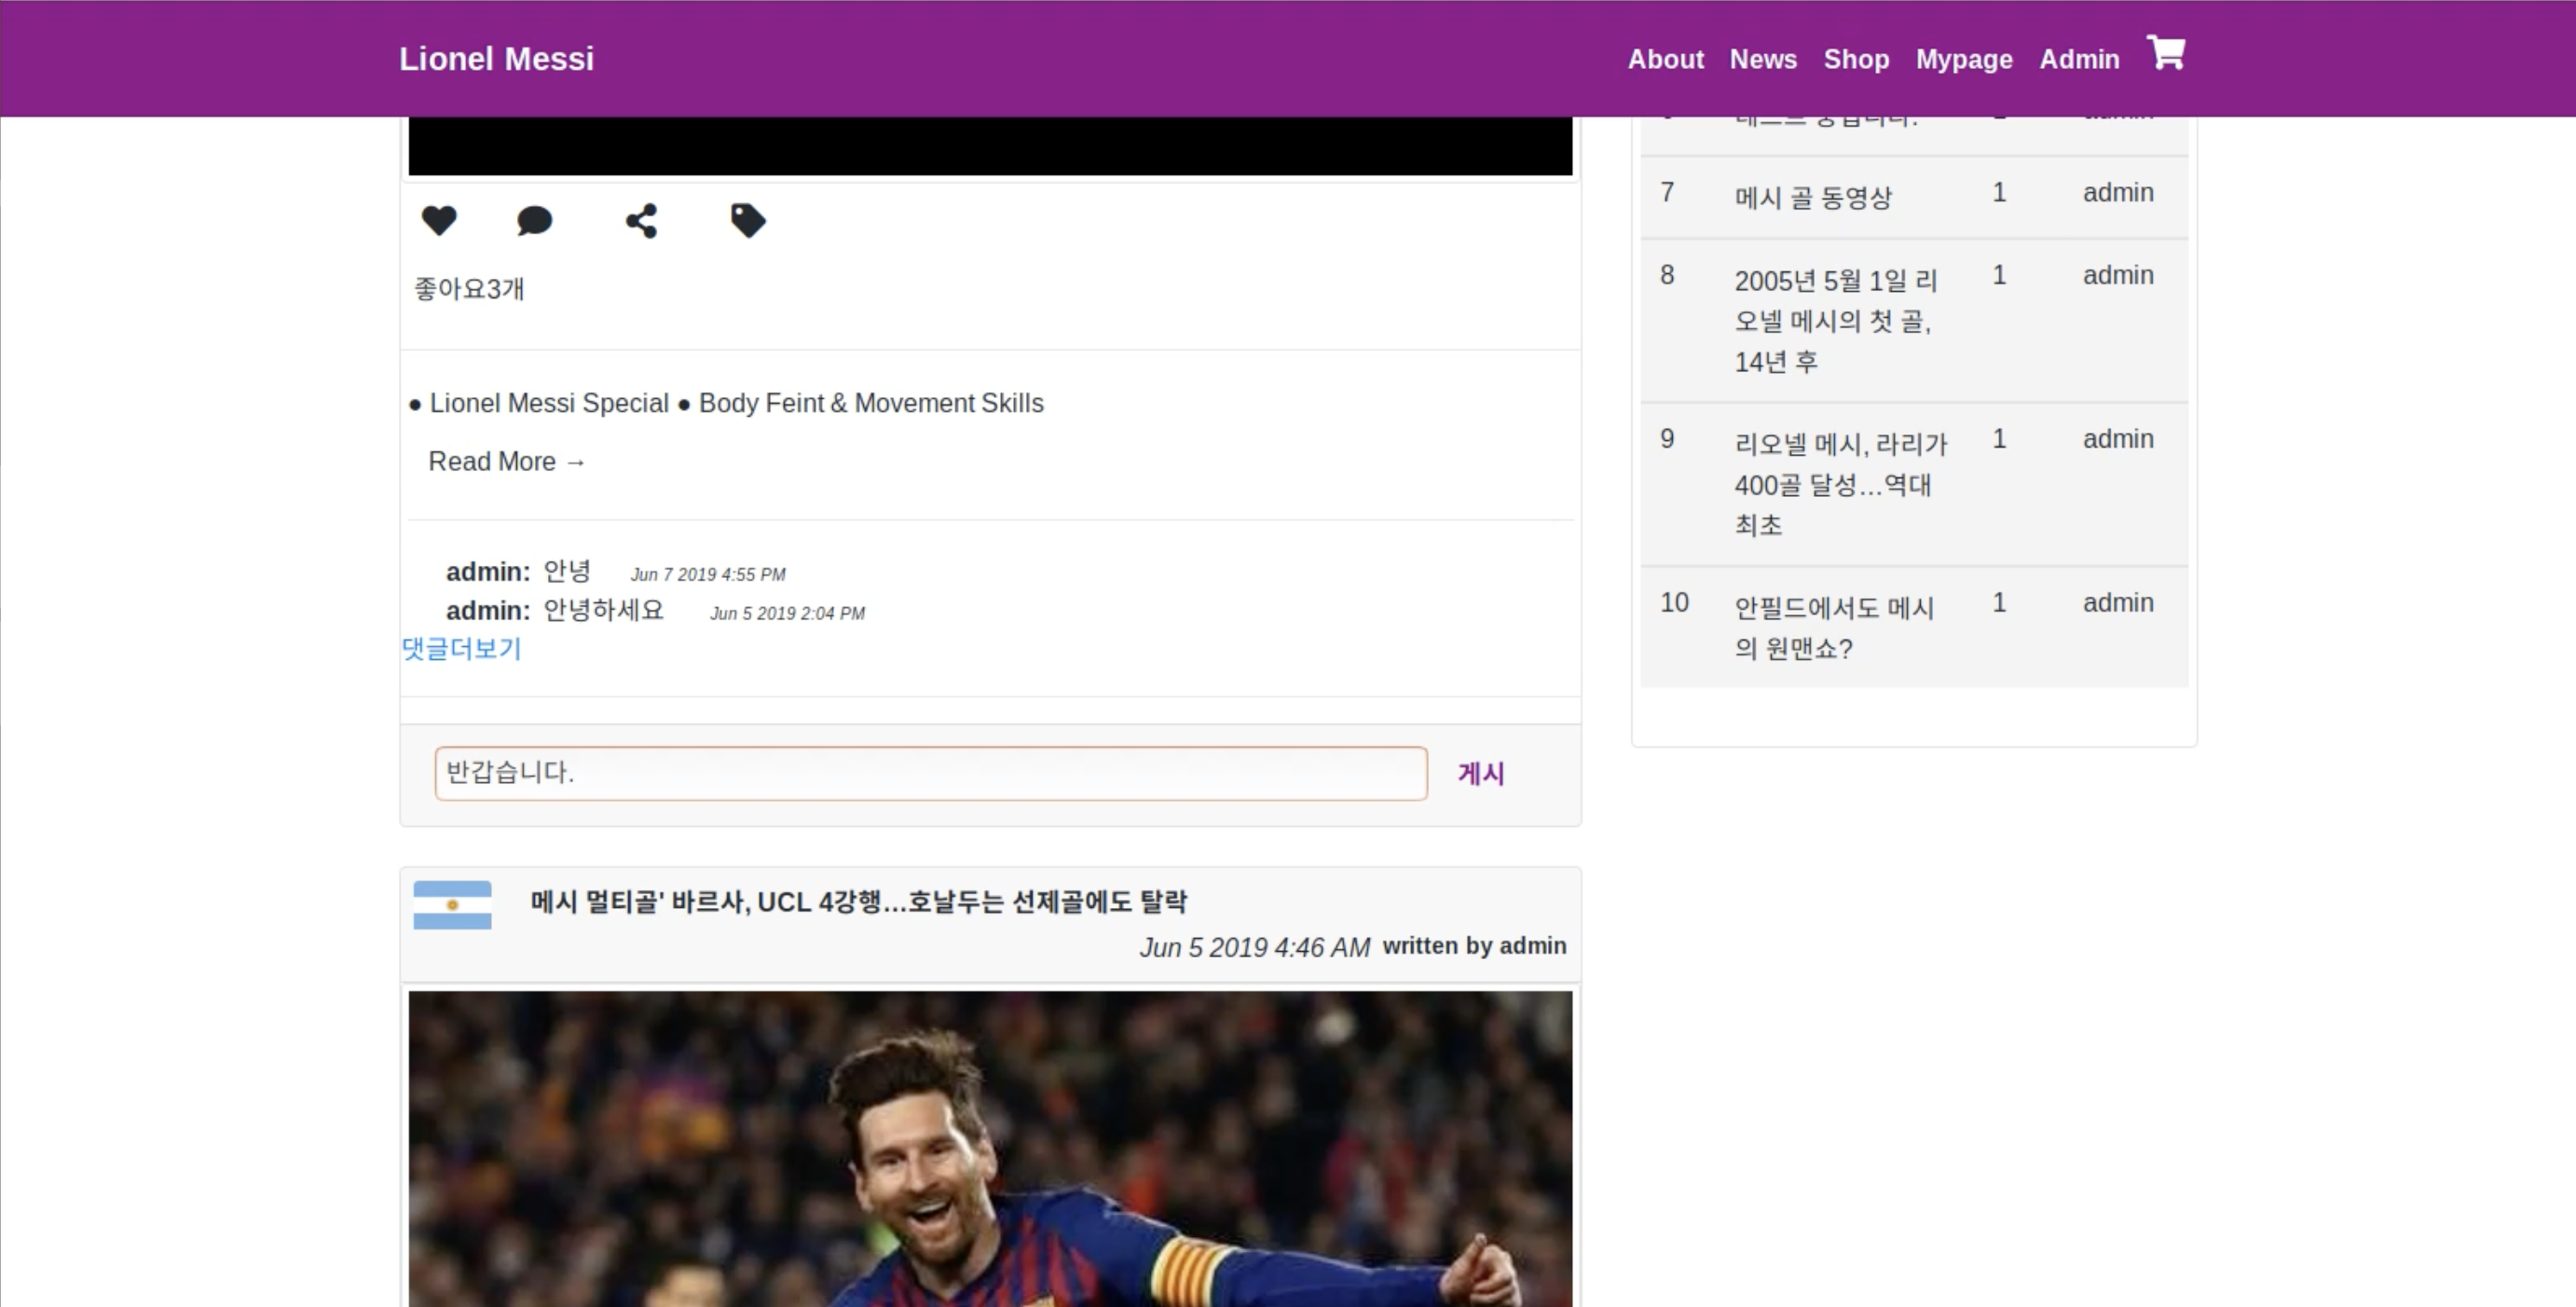 Lionel Messi
About News Shop Mypage Admin
좋아요3개
● Lionel Messi Special ● Body Feint & Movement Skills
Read More →
admin: 안녕 Jun 7 2019 4:55 PM
admin: 안녕하세요 Jun 5 2019 2:04 PM
댓글더보기
반갑습니다. 게시
메시 멀티골' 바르사, UCL 4강행...호날두는 선제골에도 탈락
Jun 5 2019 4:46 AM written by admin
7 메시 골 동영상 1 admin
8 2005년 5월 1일 리 1 admin
오넬 메시의 첫 골,
14년 후
9 리오넬 메시, 라리가 1 admin
400골 달성...역대
최초
10 안필드에서도 메시 1 admin
의 원맨쇼?